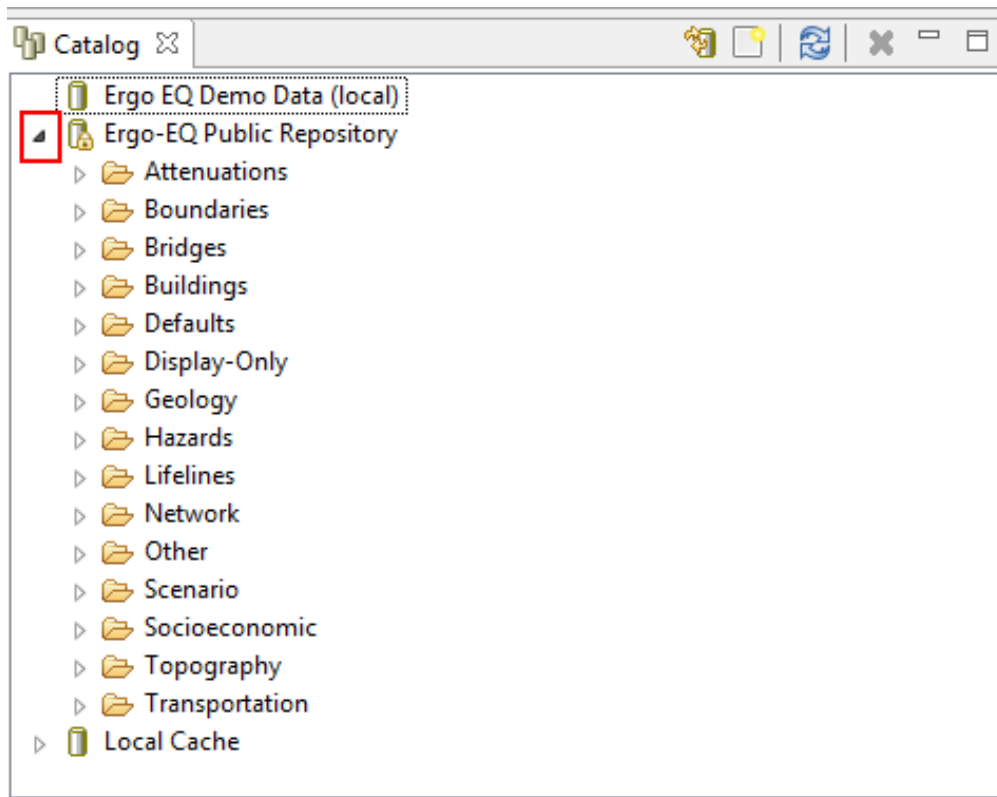 Catalog
Ergo EQ Demo Data (local)
Ergo-EQ Public Repository
Attenuations
Boundaries
Bridges
Buildings
Defaults
Display-Only
Geology
Hazards
Lifelines
Network
Other
Scenario
Socioeconomic
Topography
Transportation
Local Cache